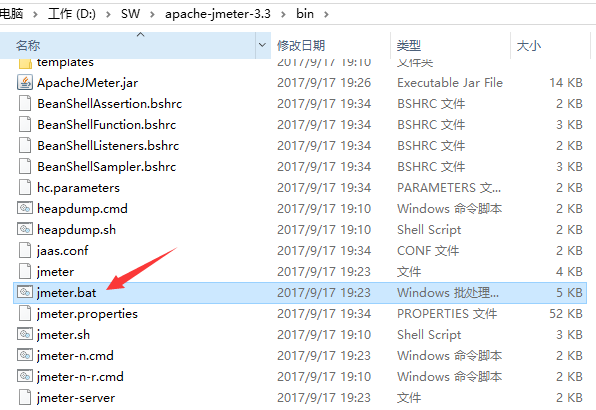 电脑 › 工作 (D:) › SW › apache-jmeter-3.3 › bin ›
名称 修改日期 类型 大小
templates 2017/9/17 19:10 文件夹
ApacheJMeter.jar 2017/9/17 19:26 Executable Jar File 14 KB
BeanShellAssertion.bshrc 2017/9/17 19:34 BSHRC 文件 2 KB
BeanShellFunction.bshrc 2017/9/17 19:34 BSHRC 文件 3 KB
BeanShellListeners.bshrc 2017/9/17 19:34 BSHRC 文件 2 KB
BeanShellSampler.bshrc 2017/9/17 19:34 BSHRC 文件 3 KB
hc.parameters 2017/9/17 19:34 PARAMETERS 文... 2 KB
heapdump.cmd 2017/9/17 19:10 Windows 命令脚本 2 KB
heapdump.sh 2017/9/17 19:10 Shell Script 2 KB
jaas.conf 2017/9/17 19:34 CONF 文件 2 KB
jmeter 2017/9/17 19:23 文件 4 KB
jmeter.bat 2017/9/17 19:23 Windows 批处理... 5 KB
jmeter.properties 2017/9/17 19:34 PROPERTIES 文件 52 KB
jmeter.sh 2017/9/17 19:10 Shell Script 3 KB
jmeter-n.cmd 2017/9/17 19:23 Windows 命令脚本 2 KB
jmeter-n-r.cmd 2017/9/17 19:10 Windows 命令脚本 2 KB
jmeter-server 2017/9/17 19:23 文件 2 KB